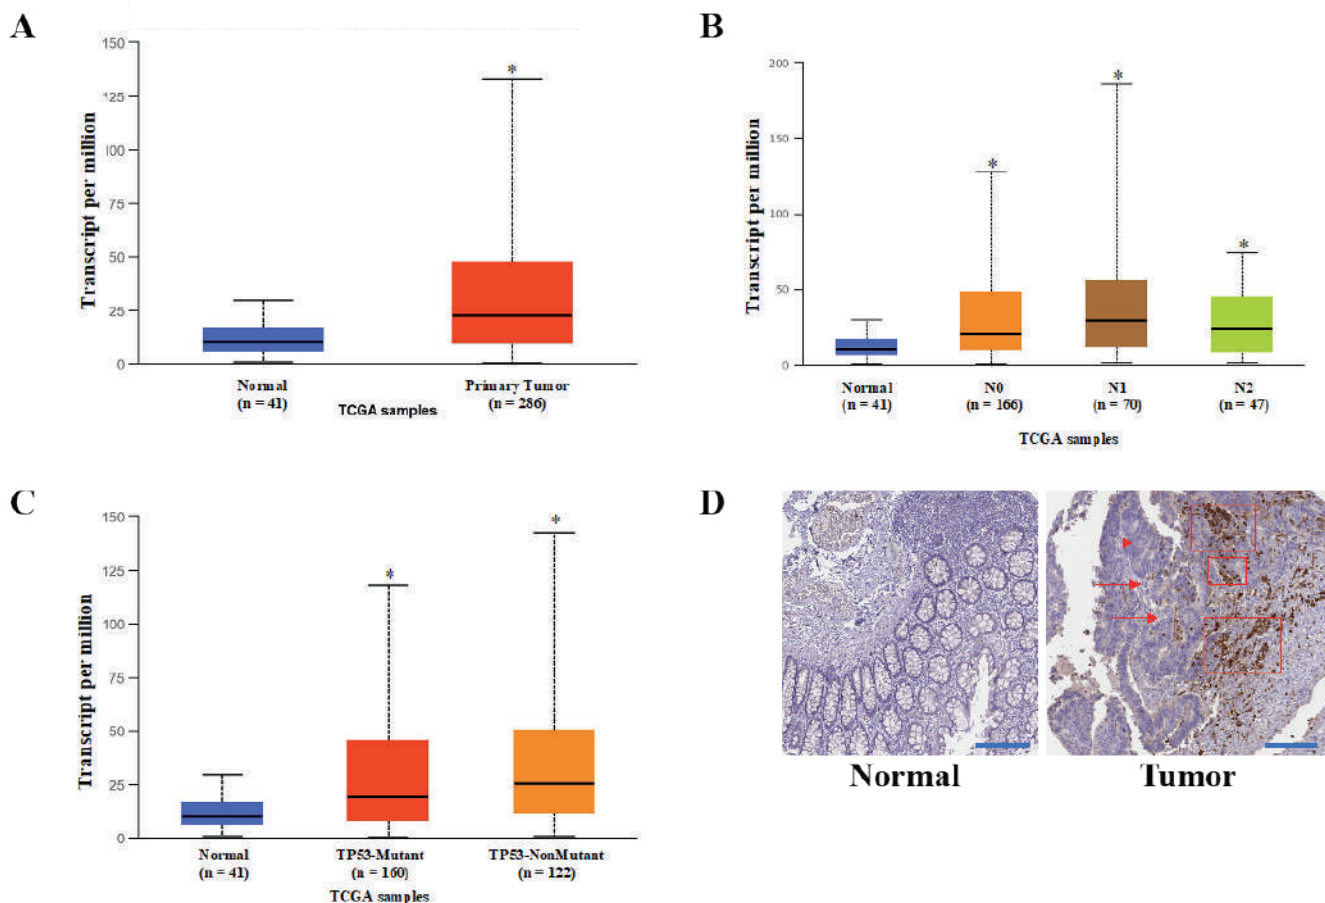 A
150
*
125
100
75
50
25
0
Transcript per million
Normal
(n = 41)
Primary Tumor
(n = 286)
TCGA samples
B
200
*
150
*
100
*
50
0
Transcript per million
Normal
(n = 41)
N0
(n = 166)
N1
(n = 70)
N2
(n = 47)
TCGA samples
C
150
*
125
*
100
75
50
25
0
Transcript per million
Normal
(n = 41)
TP53-Mutant
(n = 160)
TP53-NonMutant
(n = 122)
TCGA samples
D
Normal
Tumor